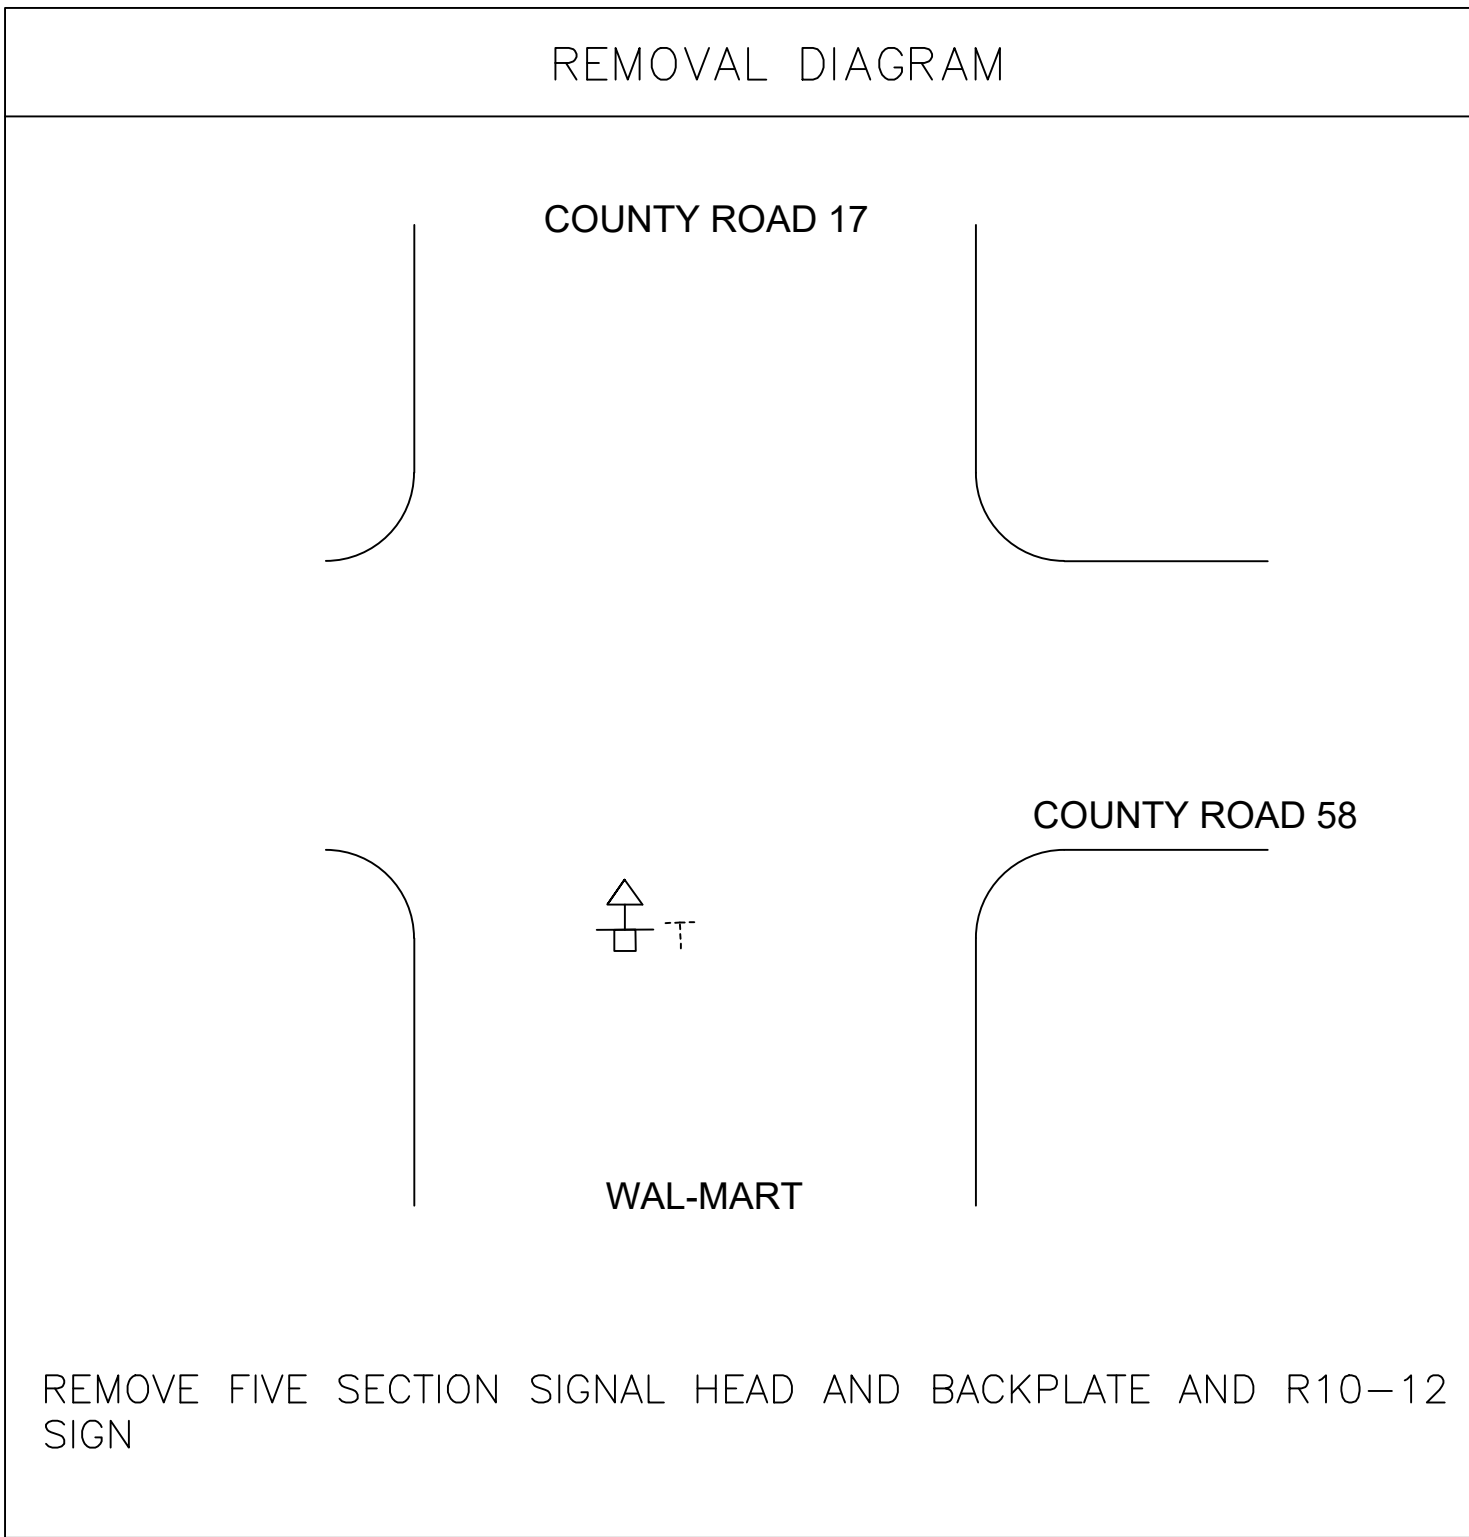 REMOVAL DIAGRAM
COUNTY ROAD 17
COUNTY ROAD 58
WAL-MART
REMOVE FIVE SECTION SIGNAL HEAD AND BACKPLATE AND R10-12
SIGN